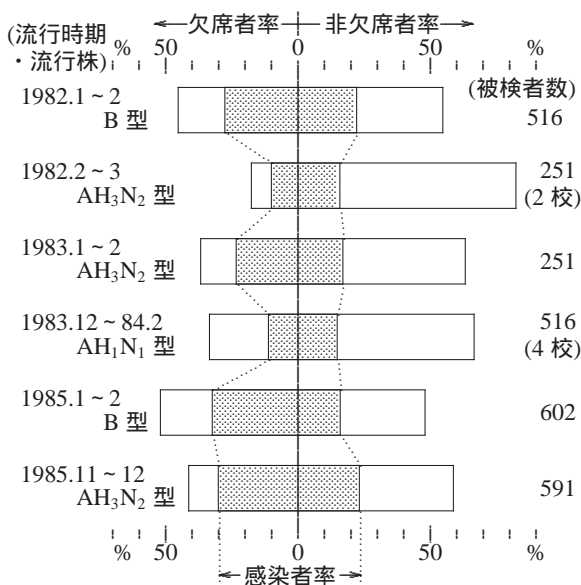 (流行時期
・流行株)
←欠席者率 非欠席者率→
% 50 0 50 %
(被検者数)
1982.1~2
B 型
516
1982.2~3
AH₃N₂ 型
251
(2 校)
1983.1~2
AH₃N₂ 型
251
1983.12~84.2
AH₁N₁ 型
516
(4 校)
1985.1~2
B 型
602
1985.11~12
AH₃N₂ 型
591
% 50 0 50 %
←感染者率→